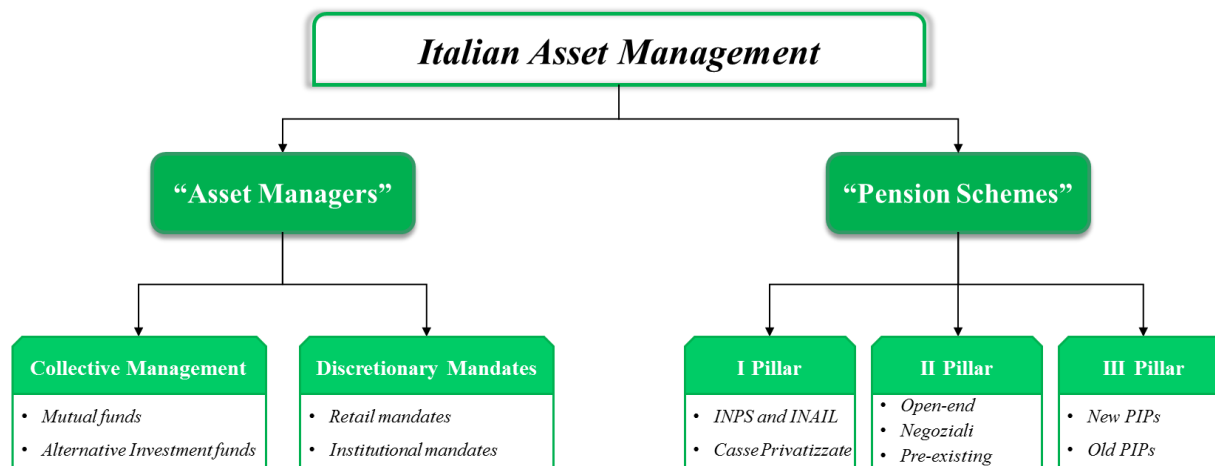 Italian Asset Management
“Asset Managers”
“Pension Schemes”
Collective Management
• Mutual funds
• Alternative Investment funds
Discretionary Mandates
• Retail mandates
• Institutional mandates
I Pillar
• INPS and INAIL
• Casse Privatizzate
II Pillar
• Open-end
• Negoziali
• Pre-existing
III Pillar
• New PIPs
• Old PIPs